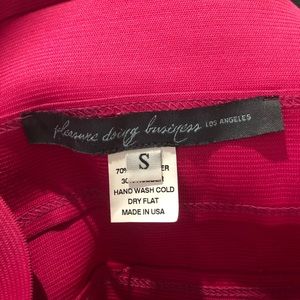 pleasure doing business LOS ANGELES
S
70%
HAND WASH COLD
DRY FLAT
MADE IN USA